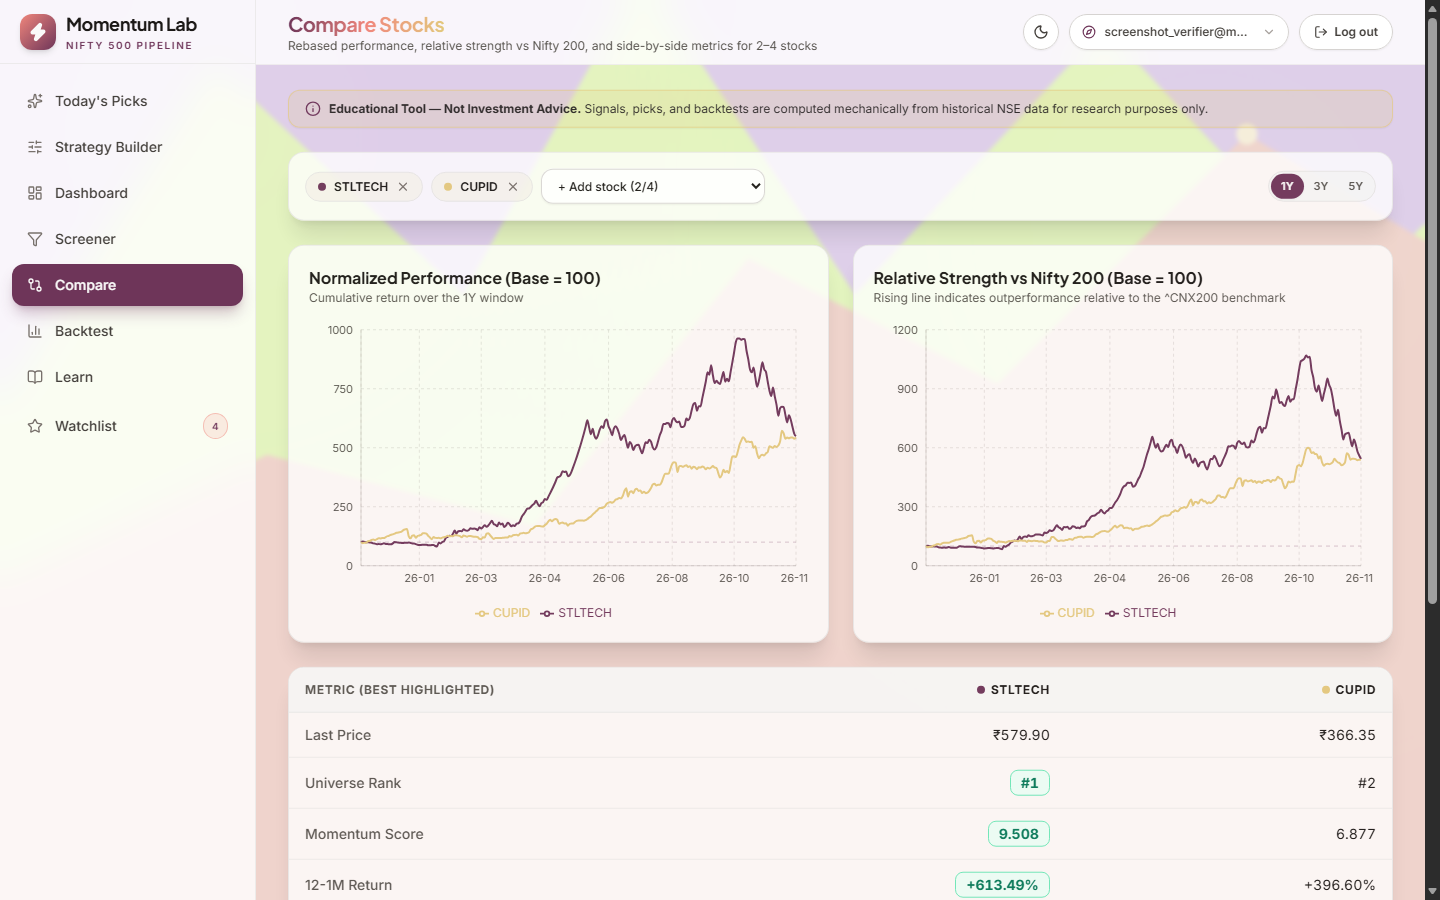 Momentum Lab
NIFTY 500 PIPELINE
Today's Picks
Strategy Builder
Dashboard
Screener
Compare
Backtest
Learn
Watchlist 4
Compare Stocks
Rebased performance, relative strength vs Nifty 200, and side-by-side metrics for 2–4 stocks
screenshot_verifier@m...
Log out
Educational Tool — Not Investment Advice. Signals, picks, and backtests are computed mechanically from historical NSE data for research purposes only.
STLTECH
CUPID
+ Add stock (2/4)
1Y 3Y 5Y
Normalized Performance (Base = 100)
Cumulative return over the 1Y window
1000
750
500
250
0
26-01 26-03 26-04 26-06 26-08 26-10 26-11
CUPID STLTECH
Relative Strength vs Nifty 200 (Base = 100)
Rising line indicates outperformance relative to the ^CNX200 benchmark
1200
900
600
300
0
26-01 26-03 26-04 26-06 26-08 26-10 26-11
CUPID STLTECH
METRIC (BEST HIGHLIGHTED) STLTECH CUPID
Last Price ₹579.90 ₹366.35
Universe Rank #1 #2
Momentum Score 9.508 6.877
12-1M Return +613.49% +396.60%